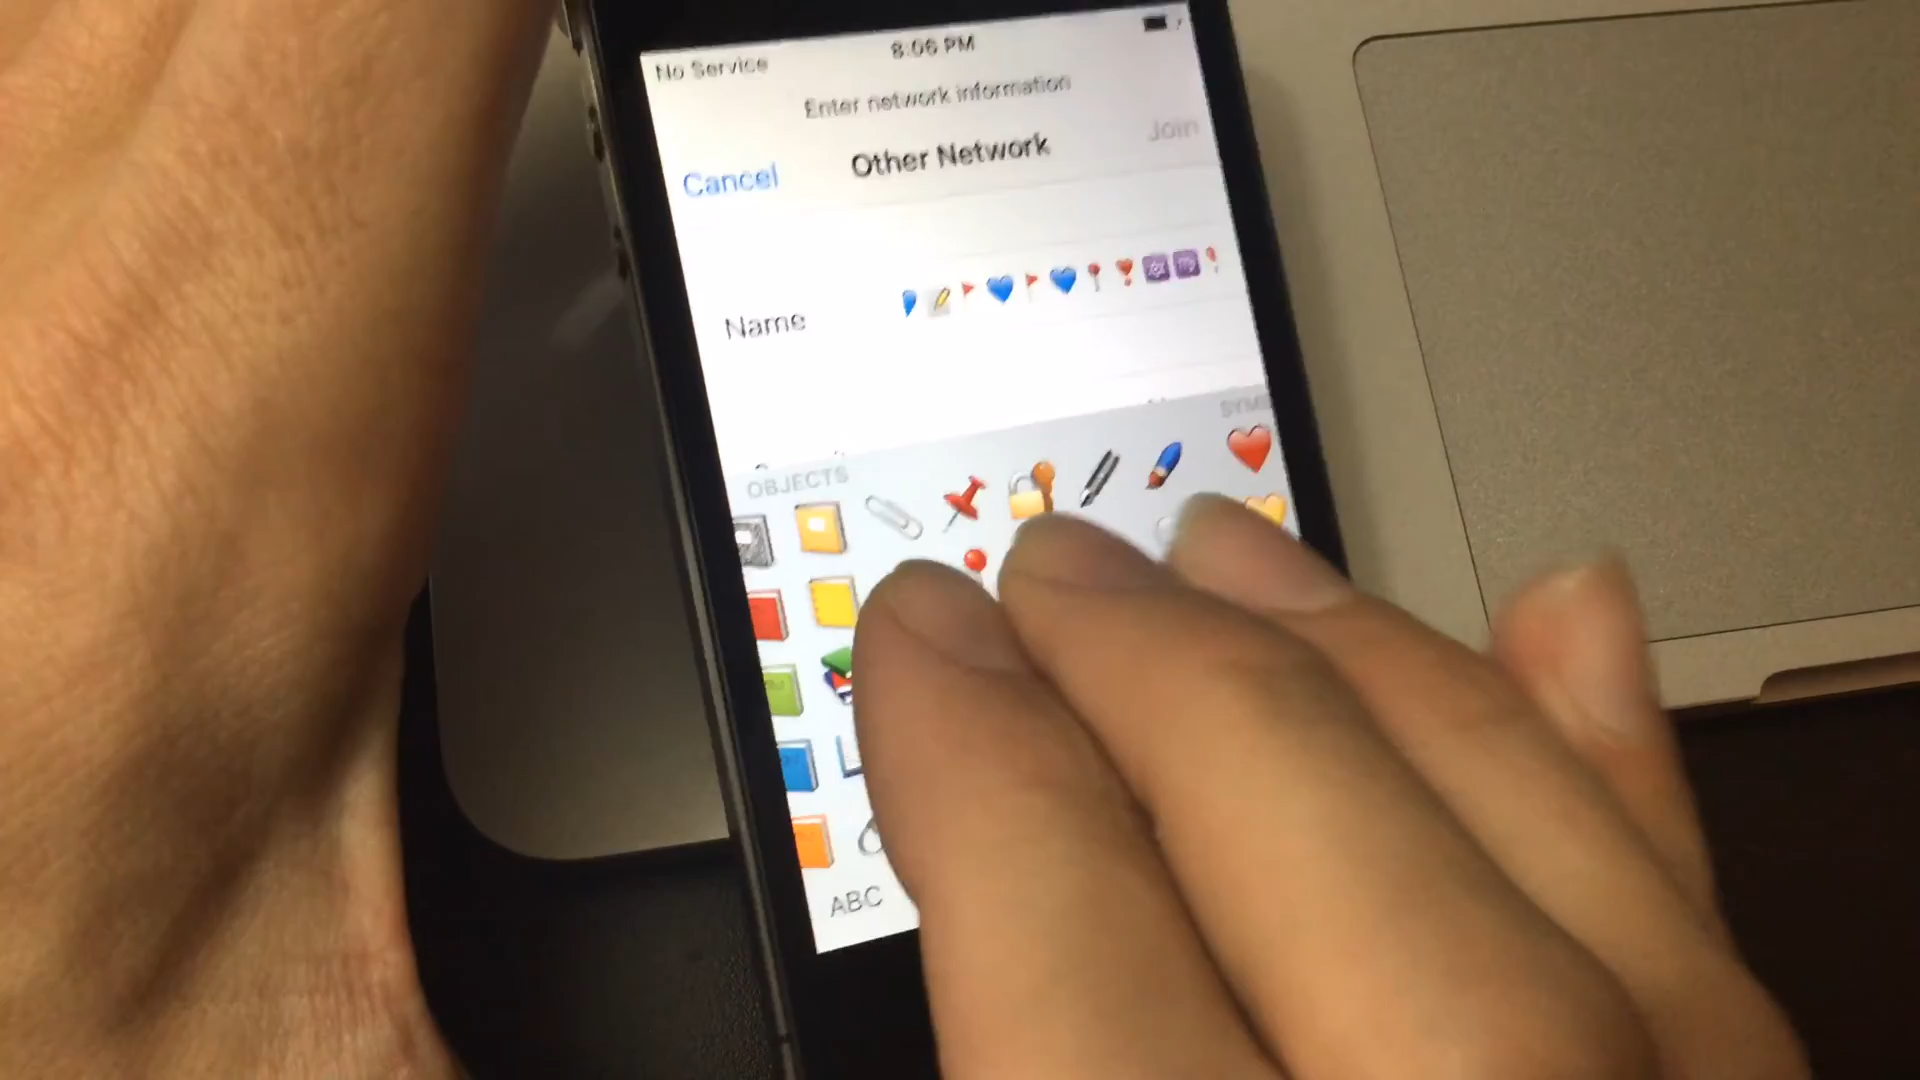 No Service 8:06 PM
Enter network information
Cancel Other Network Join
Name
OBJECTS
ABC